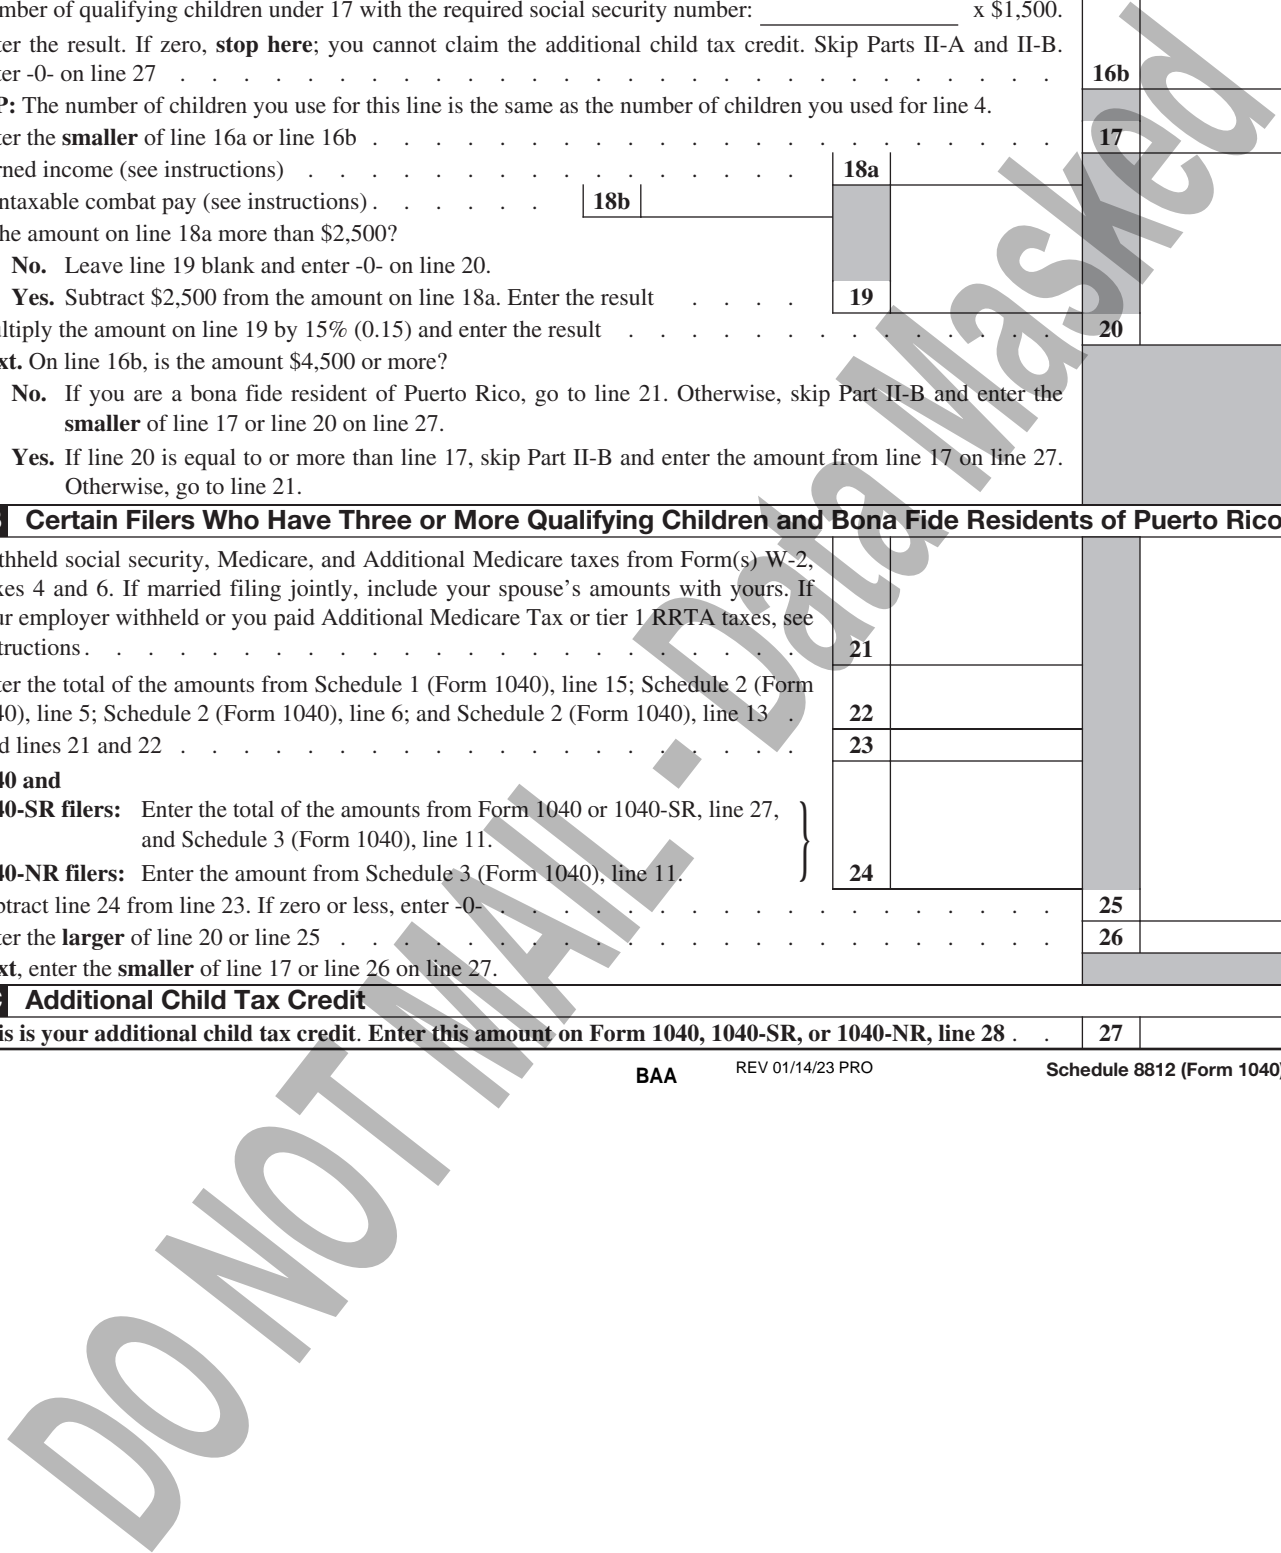 mber of qualifying children under 17 with the required social security number: x $1,500.
ter the result. If zero, stop here; you cannot claim the additional child tax credit. Skip Parts II-A and II-B.
ter -0- on line 27 . . . . . . . . . . . . . . . . . . . . . . . . . . . . 16b
P: The number of children you use for this line is the same as the number of children you used for line 4.
ter the smaller of line 16a or line 16b . . . . . . . . . . . . . . . . . . . . . . 17
rned income (see instructions) . . . . . . . . . . . . . . . . 18a
ntaxable combat pay (see instructions) . . . . . . 18b
he amount on line 18a more than $2,500?
No. Leave line 19 blank and enter -0- on line 20.
Yes. Subtract $2,500 from the amount on line 18a. Enter the result . . . . 19
ltiply the amount on line 19 by 15% (0.15) and enter the result . . . . . . . . . . . . . . 20
xt. On line 16b, is the amount $4,500 or more?
No. If you are a bona fide resident of Puerto Rico, go to line 21. Otherwise, skip Part II-B and enter the
smaller of line 17 or line 20 on line 27.
Yes. If line 20 is equal to or more than line 17, skip Part II-B and enter the amount from line 17 on line 27.
Otherwise, go to line 21.
Certain Filers Who Have Three or More Qualifying Children and Bona Fide Residents of Puerto Rico
thheld social security, Medicare, and Additional Medicare taxes from Form(s) W-2,
xes 4 and 6. If married filing jointly, include your spouse’s amounts with yours. If
ur employer withheld or you paid Additional Medicare Tax or tier 1 RRTA taxes, see
tructions . . . . . . . . . . . . . . . . . . . . . . . 21
ter the total of the amounts from Schedule 1 (Form 1040), line 15; Schedule 2 (Form
40), line 5; Schedule 2 (Form 1040), line 6; and Schedule 2 (Form 1040), line 13 . 22
d lines 21 and 22 . . . . . . . . . . . . . . . . . . . . 23
40 and
40-SR filers: Enter the total of the amounts from Form 1040 or 1040-SR, line 27,
and Schedule 3 (Form 1040), line 11.
40-NR filers: Enter the amount from Schedule 3 (Form 1040), line 11. } 24
btract line 24 from line 23. If zero or less, enter -0- . . . . . . . . . . . . . . . . . . 25
ter the larger of line 20 or line 25 . . . . . . . . . . . . . . . . . . . . . . . 26
xt, enter the smaller of line 17 or line 26 on line 27.
Additional Child Tax Credit
is is your additional child tax credit. Enter this amount on Form 1040, 1040-SR, or 1040-NR, line 28 . . 27
BAA REV 01/14/23 PRO Schedule 8812 (Form 1040)
DO NOT MAIL - Data Masked